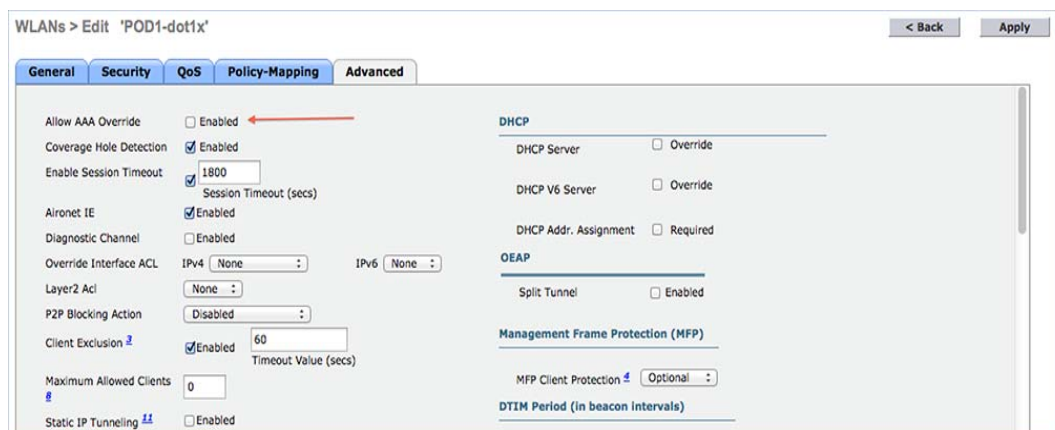 WLANs > Edit 'POD1-dot1x'
< Back
Apply
General
Security
QoS
Policy-Mapping
Advanced
Allow AAA Override
Enabled
Coverage Hole Detection
Enabled
Enable Session Timeout
1800
Session Timeout (secs)
Aironet IE
Enabled
Diagnostic Channel
Enabled
Override Interface ACL
IPv4
None
IPv6
None
Layer2 Acl
None
P2P Blocking Action
Disabled
Client Exclusion 3
Enabled
60
Timeout Value (secs)
Maximum Allowed Clients
8
0
Static IP Tunneling 11
Enabled
DHCP
DHCP Server
Override
DHCP V6 Server
Override
DHCP Addr. Assignment
Required
OEAP
Split Tunnel
Enabled
Management Frame Protection (MFP)
MFP Client Protection 4
Optional
DTIM Period (in beacon intervals)